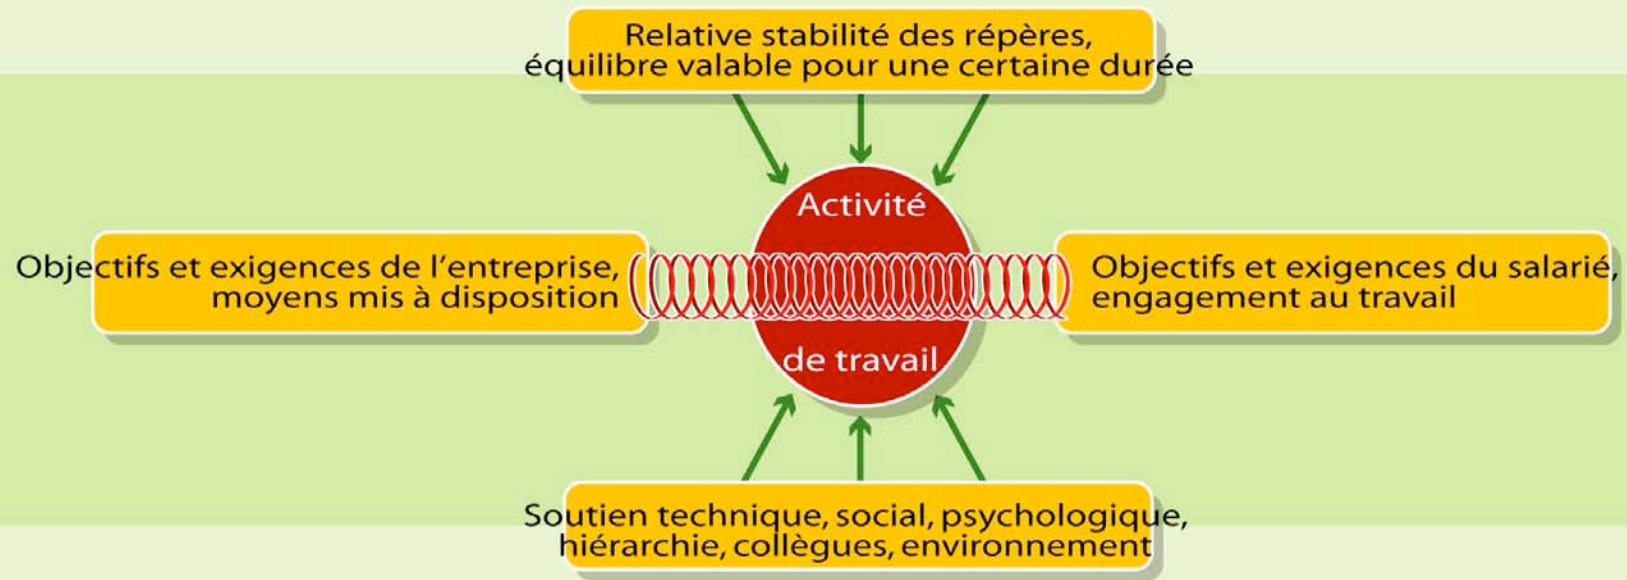 Relative stabilité des répères,
équilibre valable pour une certaine durée
Activité
de travail
Objectifs et exigences de l'entreprise,
moyens mis à disposition
Objectifs et exigences du salarié,
engagement au travail
Soutien technique, social, psychologique,
hiérarchie, collègues, environnement